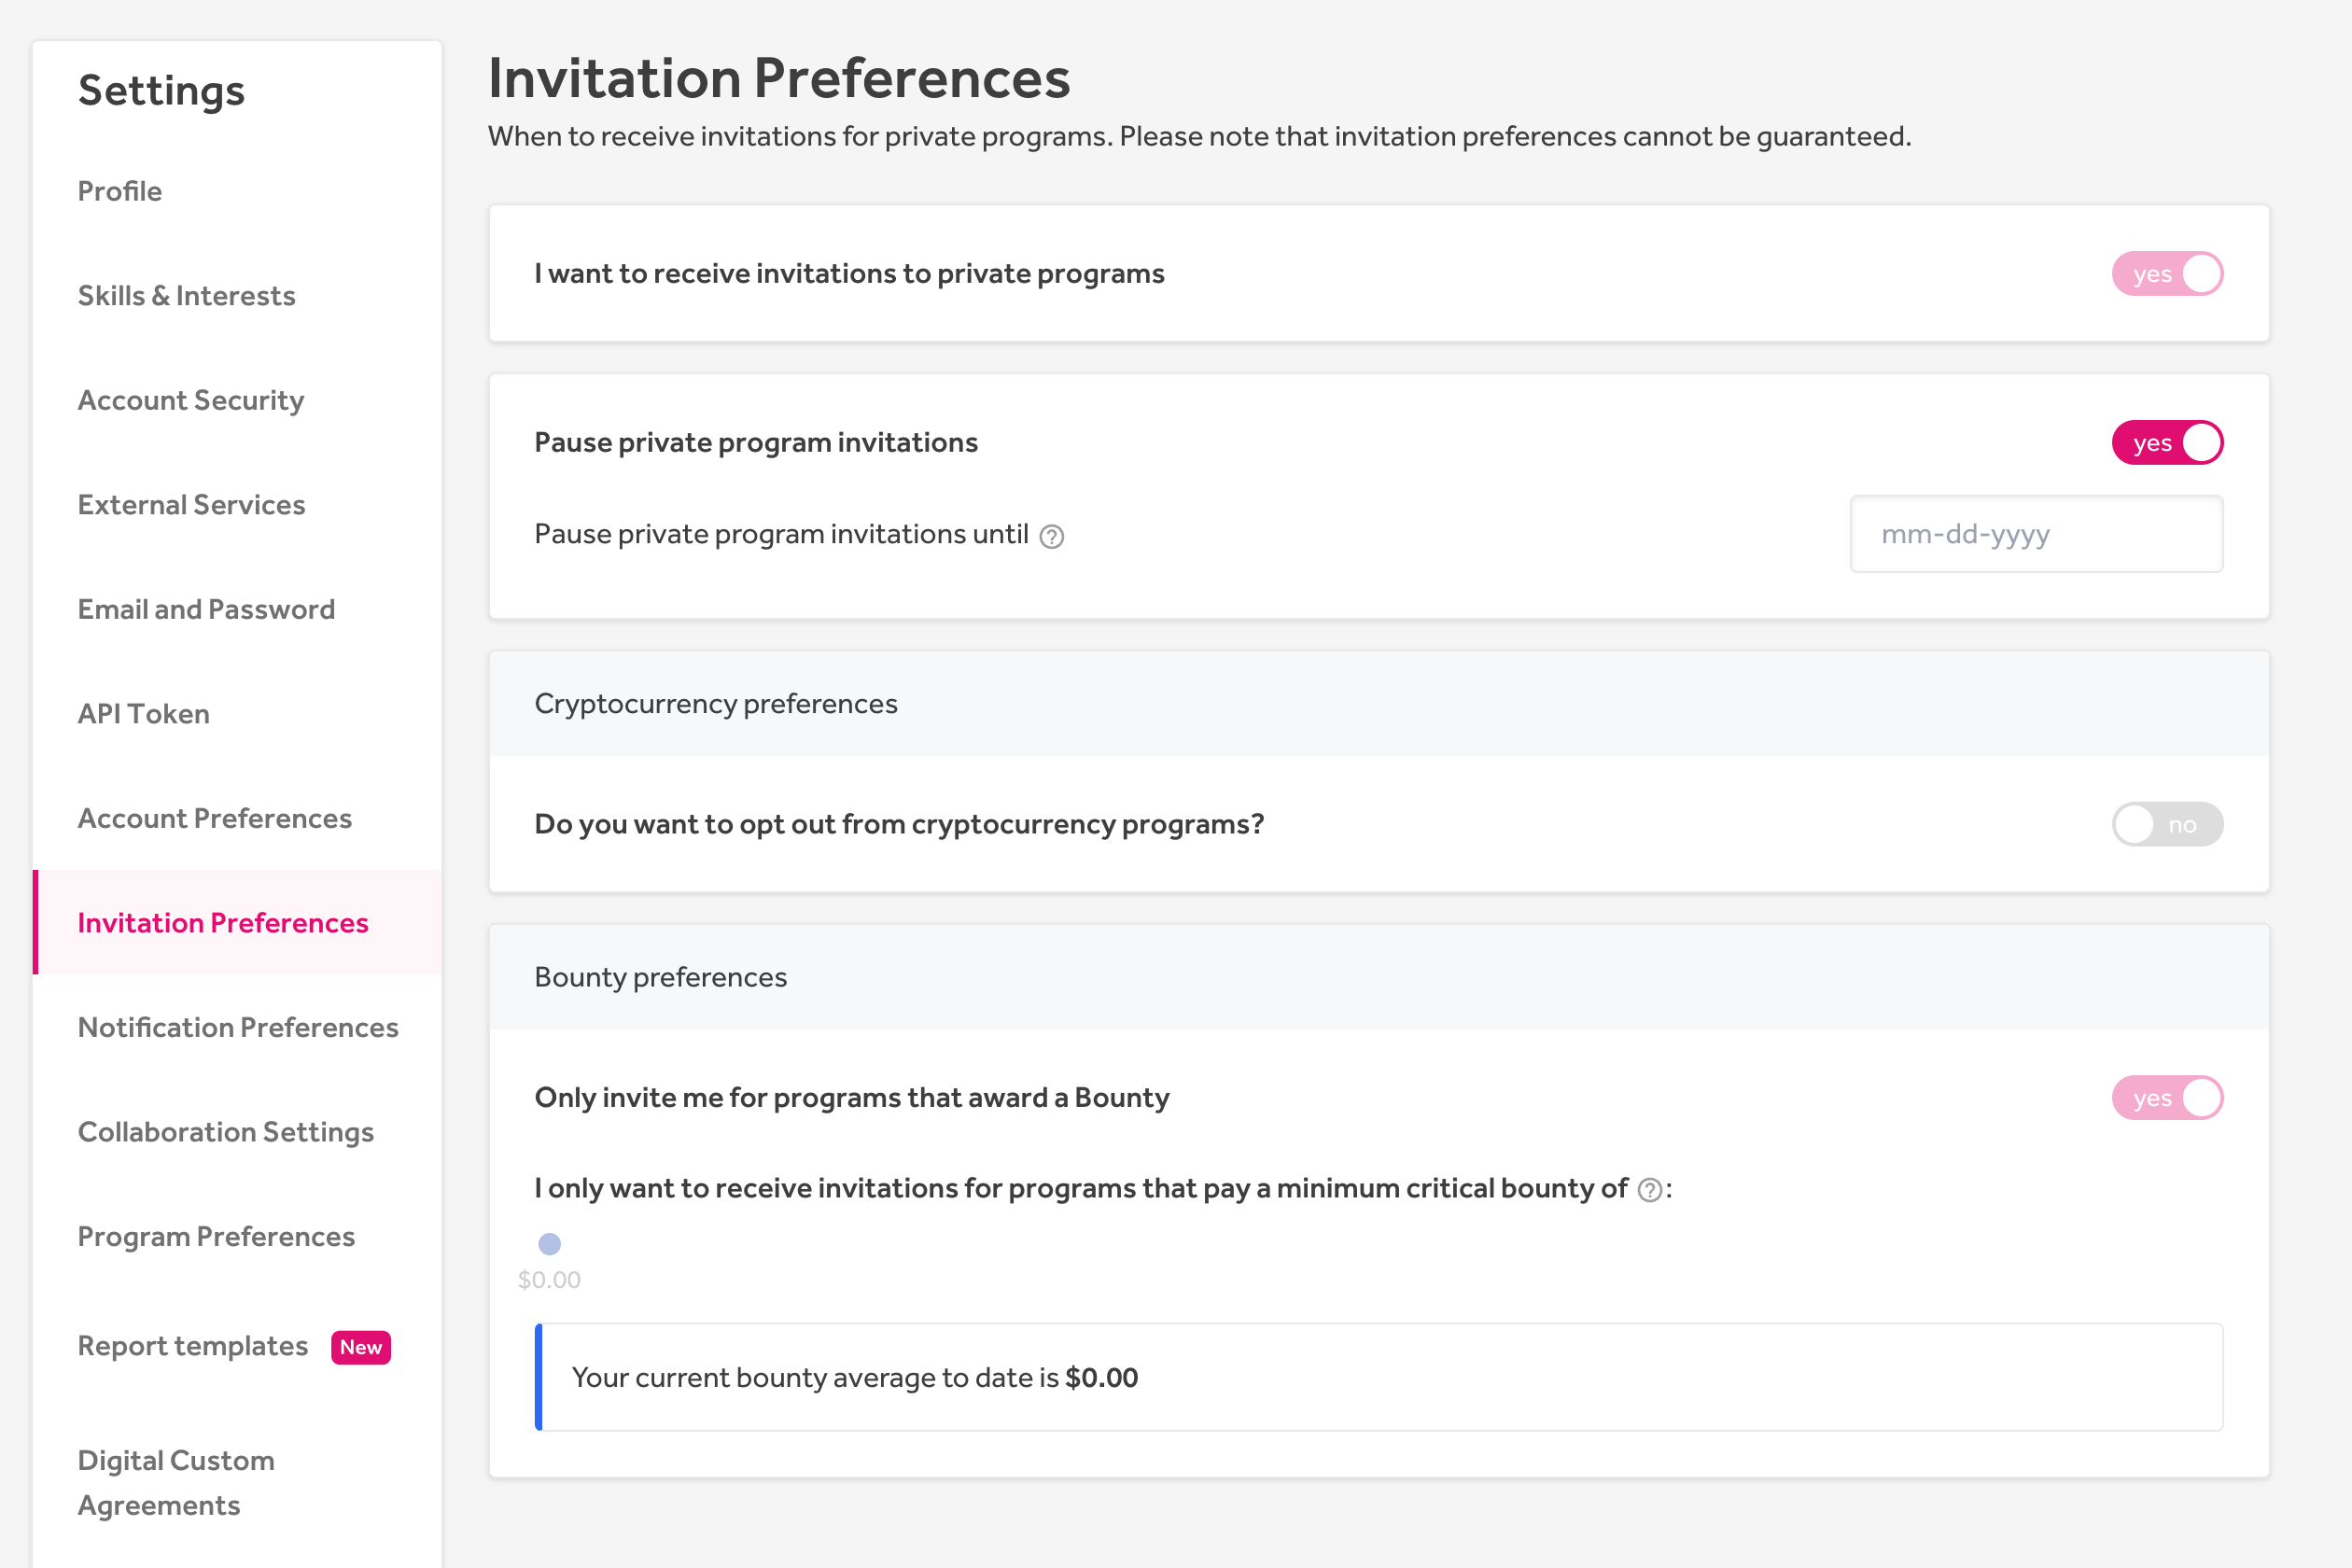 Settings
Profile
Skills & Interests
Account Security
External Services
Email and Password
API Token
Account Preferences
Invitation Preferences
Notification Preferences
Collaboration Settings
Program Preferences
Report templates New
Digital Custom
Agreements
Invitation Preferences
When to receive invitations for private programs. Please note that invitation preferences cannot be guaranteed.
I want to receive invitations to private programs yes
Pause private program invitations yes
Pause private program invitations until ? mm-dd-yyyy
Cryptocurrency preferences
Do you want to opt out from cryptocurrency programs? no
Bounty preferences
Only invite me for programs that award a Bounty yes
I only want to receive invitations for programs that pay a minimum critical bounty of ?:
$0.00
Your current bounty average to date is $0.00